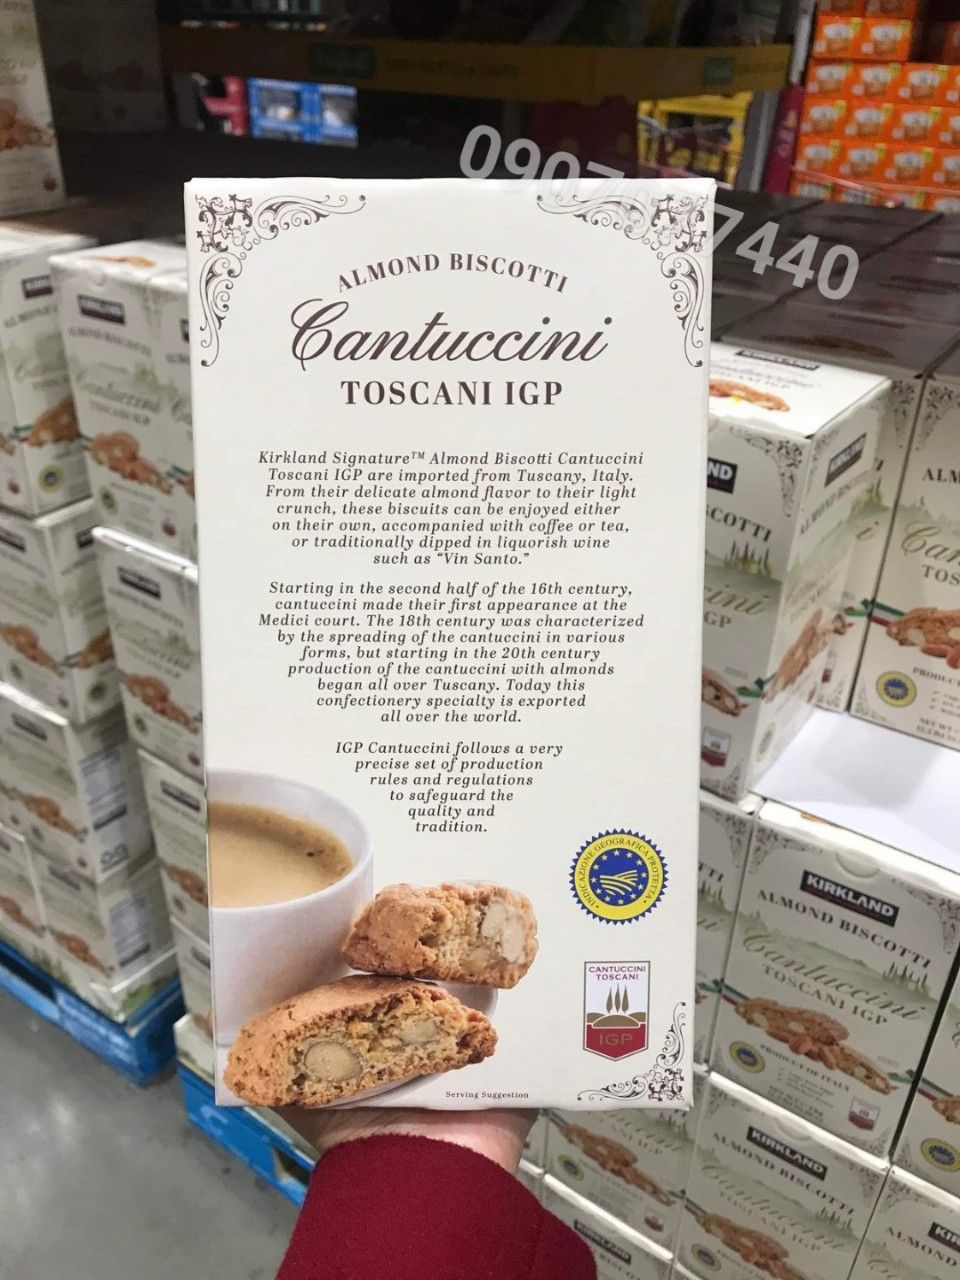 ALMOND BISCOTTI
Cantuccini
TOSCANI IGP
Kirkland Signature™ Almond Biscotti Cantuccini
Toscani IGP are imported from Tuscany, Italy.
From their delicate almond flavor to their light
crunch, these biscuits can be enjoyed either
on their own, accompanied with coffee or tea,
or traditionally dipped in liquorish wine
such as “Vin Santo.”
Starting in the second half of the 16th century,
cantuccini made their first appearance at the
Medici court. The 18th century was characterized
by the spreading of the cantuccini in various
forms, but starting in the 20th century
production of the cantuccini with almonds
began all over Tuscany. Today this
confectionery specialty is exported
all over the world.
IGP Cantuccini follows a very
precise set of production
rules and regulations
to safeguard the
quality and
tradition.
INDICAZIONE GEOGRAFICA PROTETTA
CANTUCCINI
TOSCANI
IGP
Serving Suggestion
KIRKLAND
ALMOND BISCOTTI
Cantuccini
TOSCANI IGP
PRODUCT OF ITALY
KIRKLAND
ALMOND BISCOTTI
TOSCANI IGP
KIRKLAND